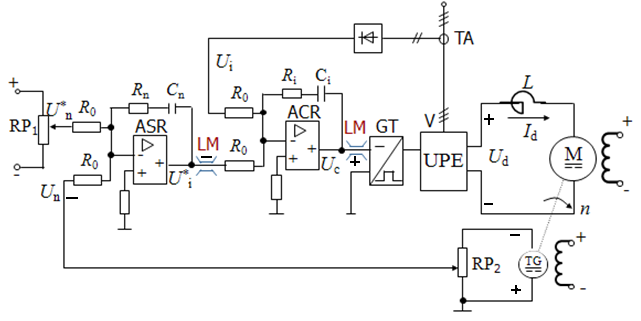 TA
U_i
R_i
C_i
L
+
R_n
C_n
R_0
ACR
V
I_d
+
U*_n
R_0
ASR
LM
GT
+
RP_1
-
+
LM
-
+
U_c
+
-
UPE
U_d
M
+
-
-
R_0
-
+
U*_i
R_0
-
n
U_n
-
-
+
RP_2
TG
+
-